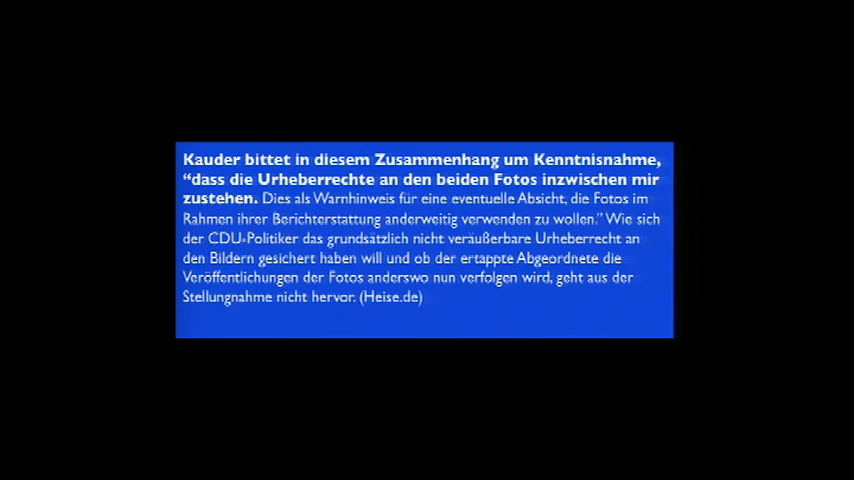 Kauder bittet in diesem Zusammenhang um Kenntnisnahme,
“dass die Urheberrechte an den beiden Fotos inzwischen mir
zustehen. Dies als Warnhinweis für eine eventuelle Absicht, die Fotos im
Rahmen ihrer Berichterstattung anderweitig verwenden zu wollen.” Wie sich
der CDU-Politiker das grundsätzlich nicht veräußerbare Urheberrecht an
den Bildern gesichert haben will und ob der ertappte Abgeordnete die
Veröffentlichungen der Fotos anderswo nun verfolgen wird, geht aus der
Stellungnahme nicht hervor. (Heise.de)